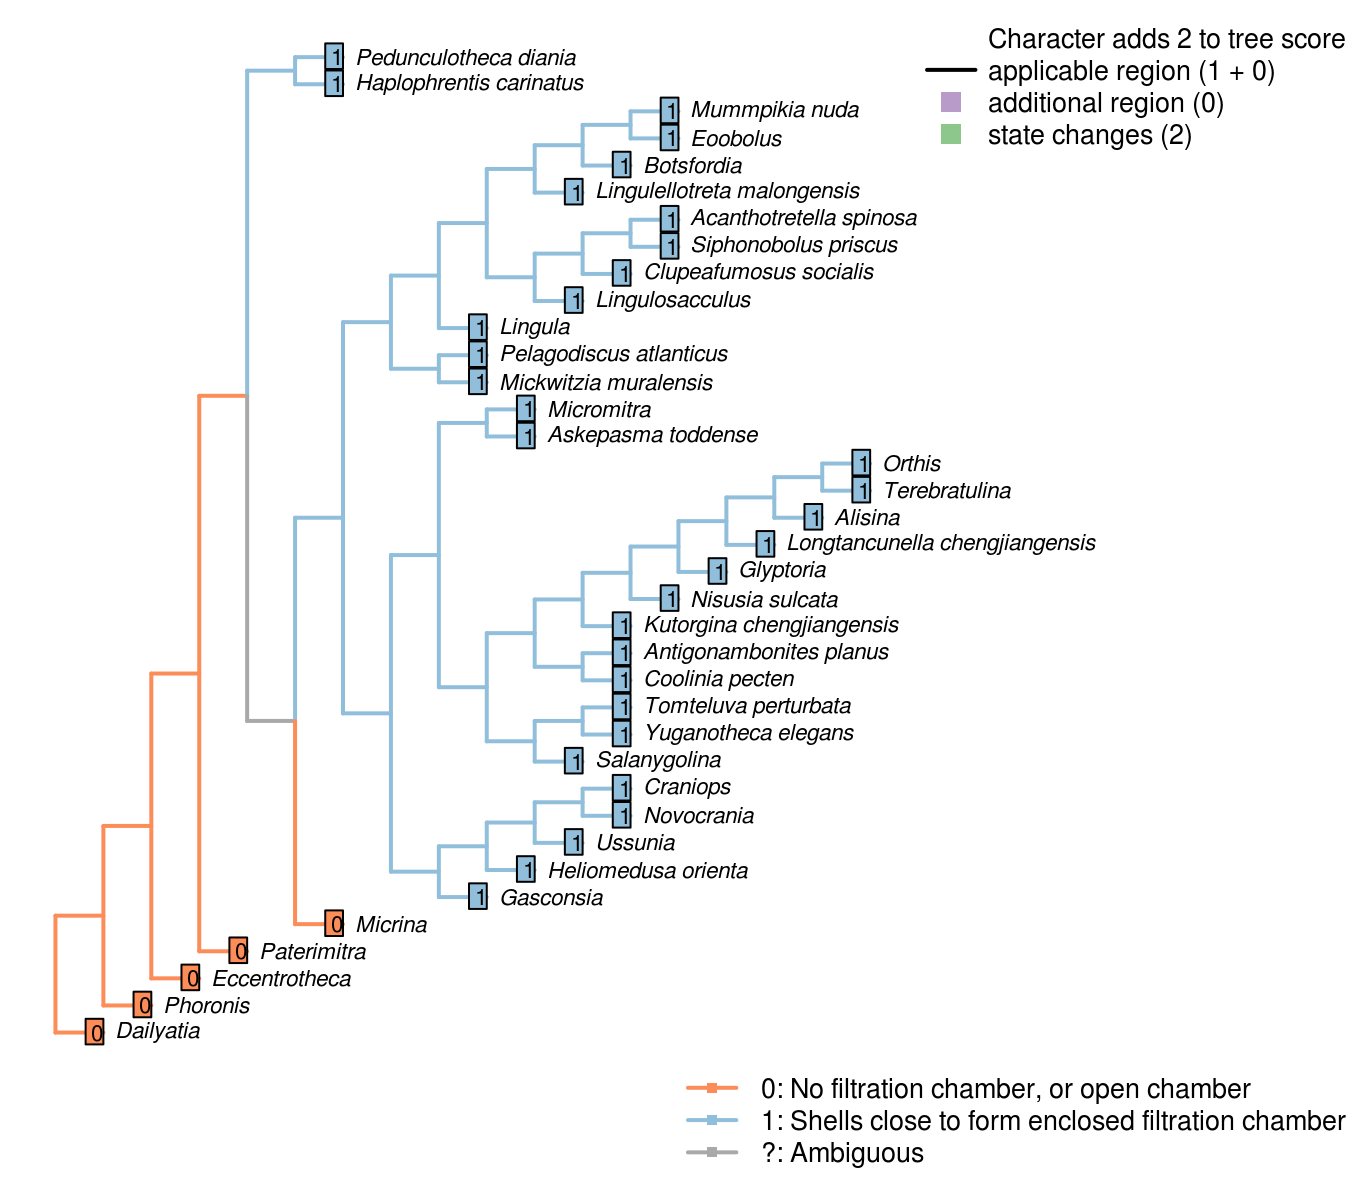 Character adds 2 to tree score
applicable region (1 + 0)
additional region (0)
state changes (2)
1 Pedunculotheca diania
1 Haplophrentis carinatus
1 Mummpikia nuda
1 Eoobolus
1 Botsfordia
1 Lingulellotreta malongensis
1 Acanthotretella spinosa
1 Siphonobolus priscus
1 Clupeafumosus socialis
1 Lingulosacculus
1 Lingula
1 Pelagodiscus atlanticus
1 Mickwitzia muralensis
1 Micromitra
1 Askepasma toddense
1 Orthis
1 Terebratulina
1 Alisina
1 Longtancunella chengjiangensis
1 Glyptoria
1 Nisusia sulcata
1 Kutorgina chengjiangensis
1 Antigonambonites planus
1 Coolinia pecten
1 Tomteluva perturbata
1 Yuganotheca elegans
1 Salanygolina
1 Craniops
1 Novocrania
1 Ussunia
1 Heliomedusa orienta
1 Gasconsia
0 Micrina
0 Paterimitra
0 Eccentrotheca
0 Phoronis
0 Dailyatia
0: No filtration chamber, or open chamber
1: Shells close to form enclosed filtration chamber
?: Ambiguous